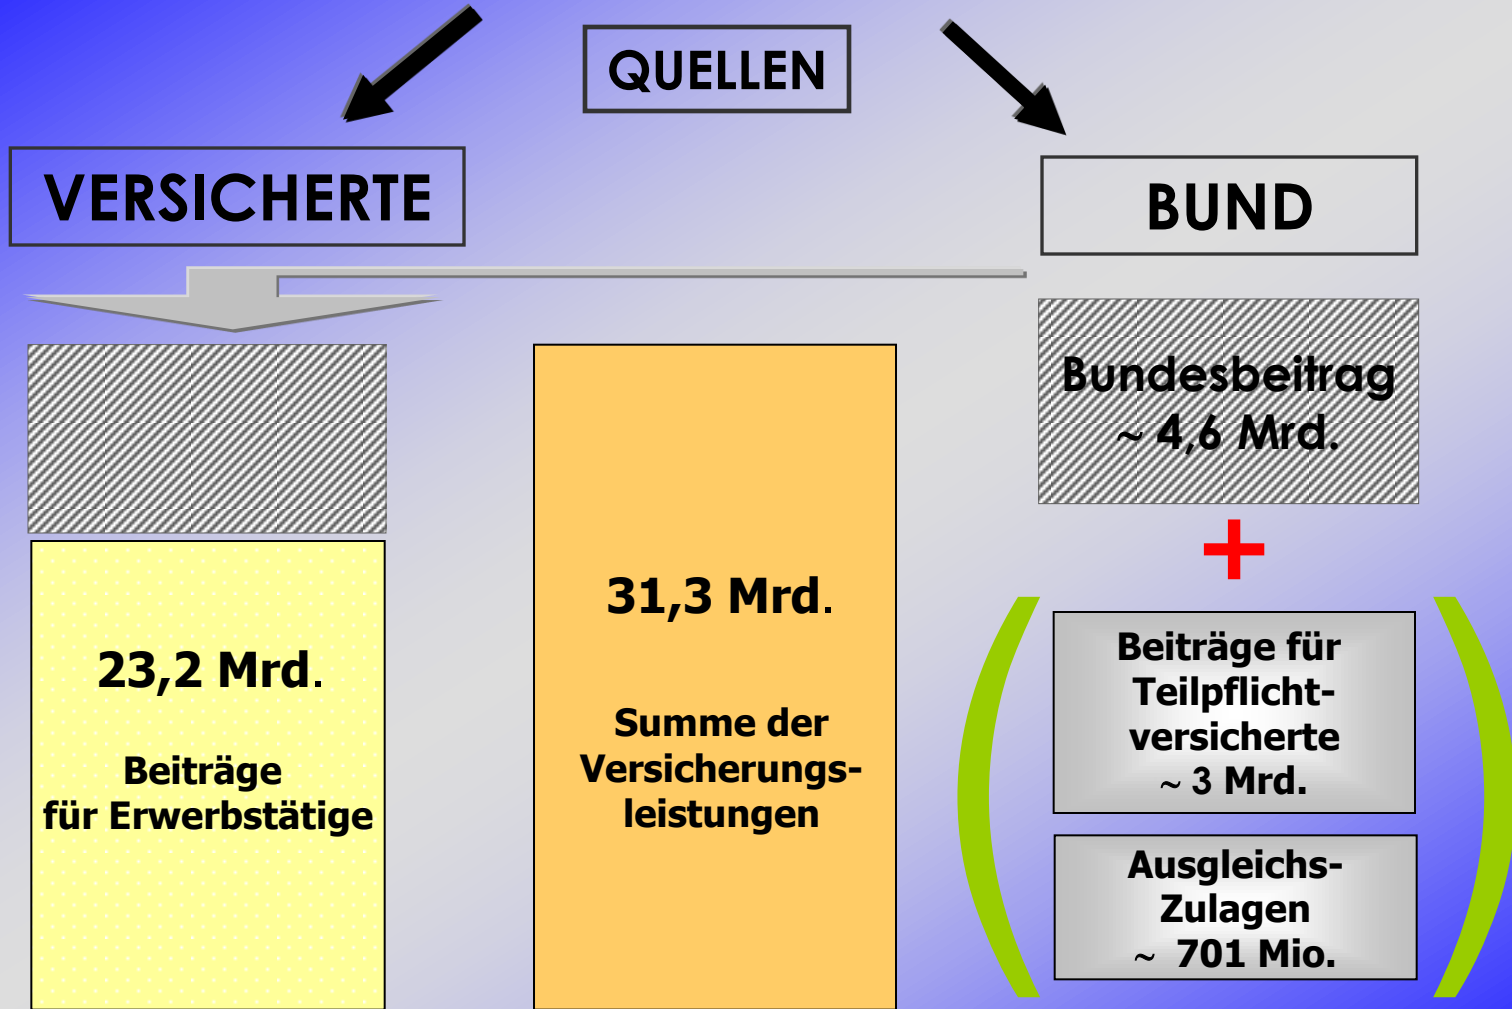 QUELLEN
VERSICHERTE
BUND
23,2 Mrd.
Beiträge
für Erwerbstätige
31,3 Mrd.
Summe der
Versicherungs-
leistungen
Bundesbeitrag
~ 4,6 Mrd.
+
Beiträge für
Teilpflicht-
versicherte
~ 3 Mrd.
Ausgleichs-
Zulagen
~ 701 Mio.